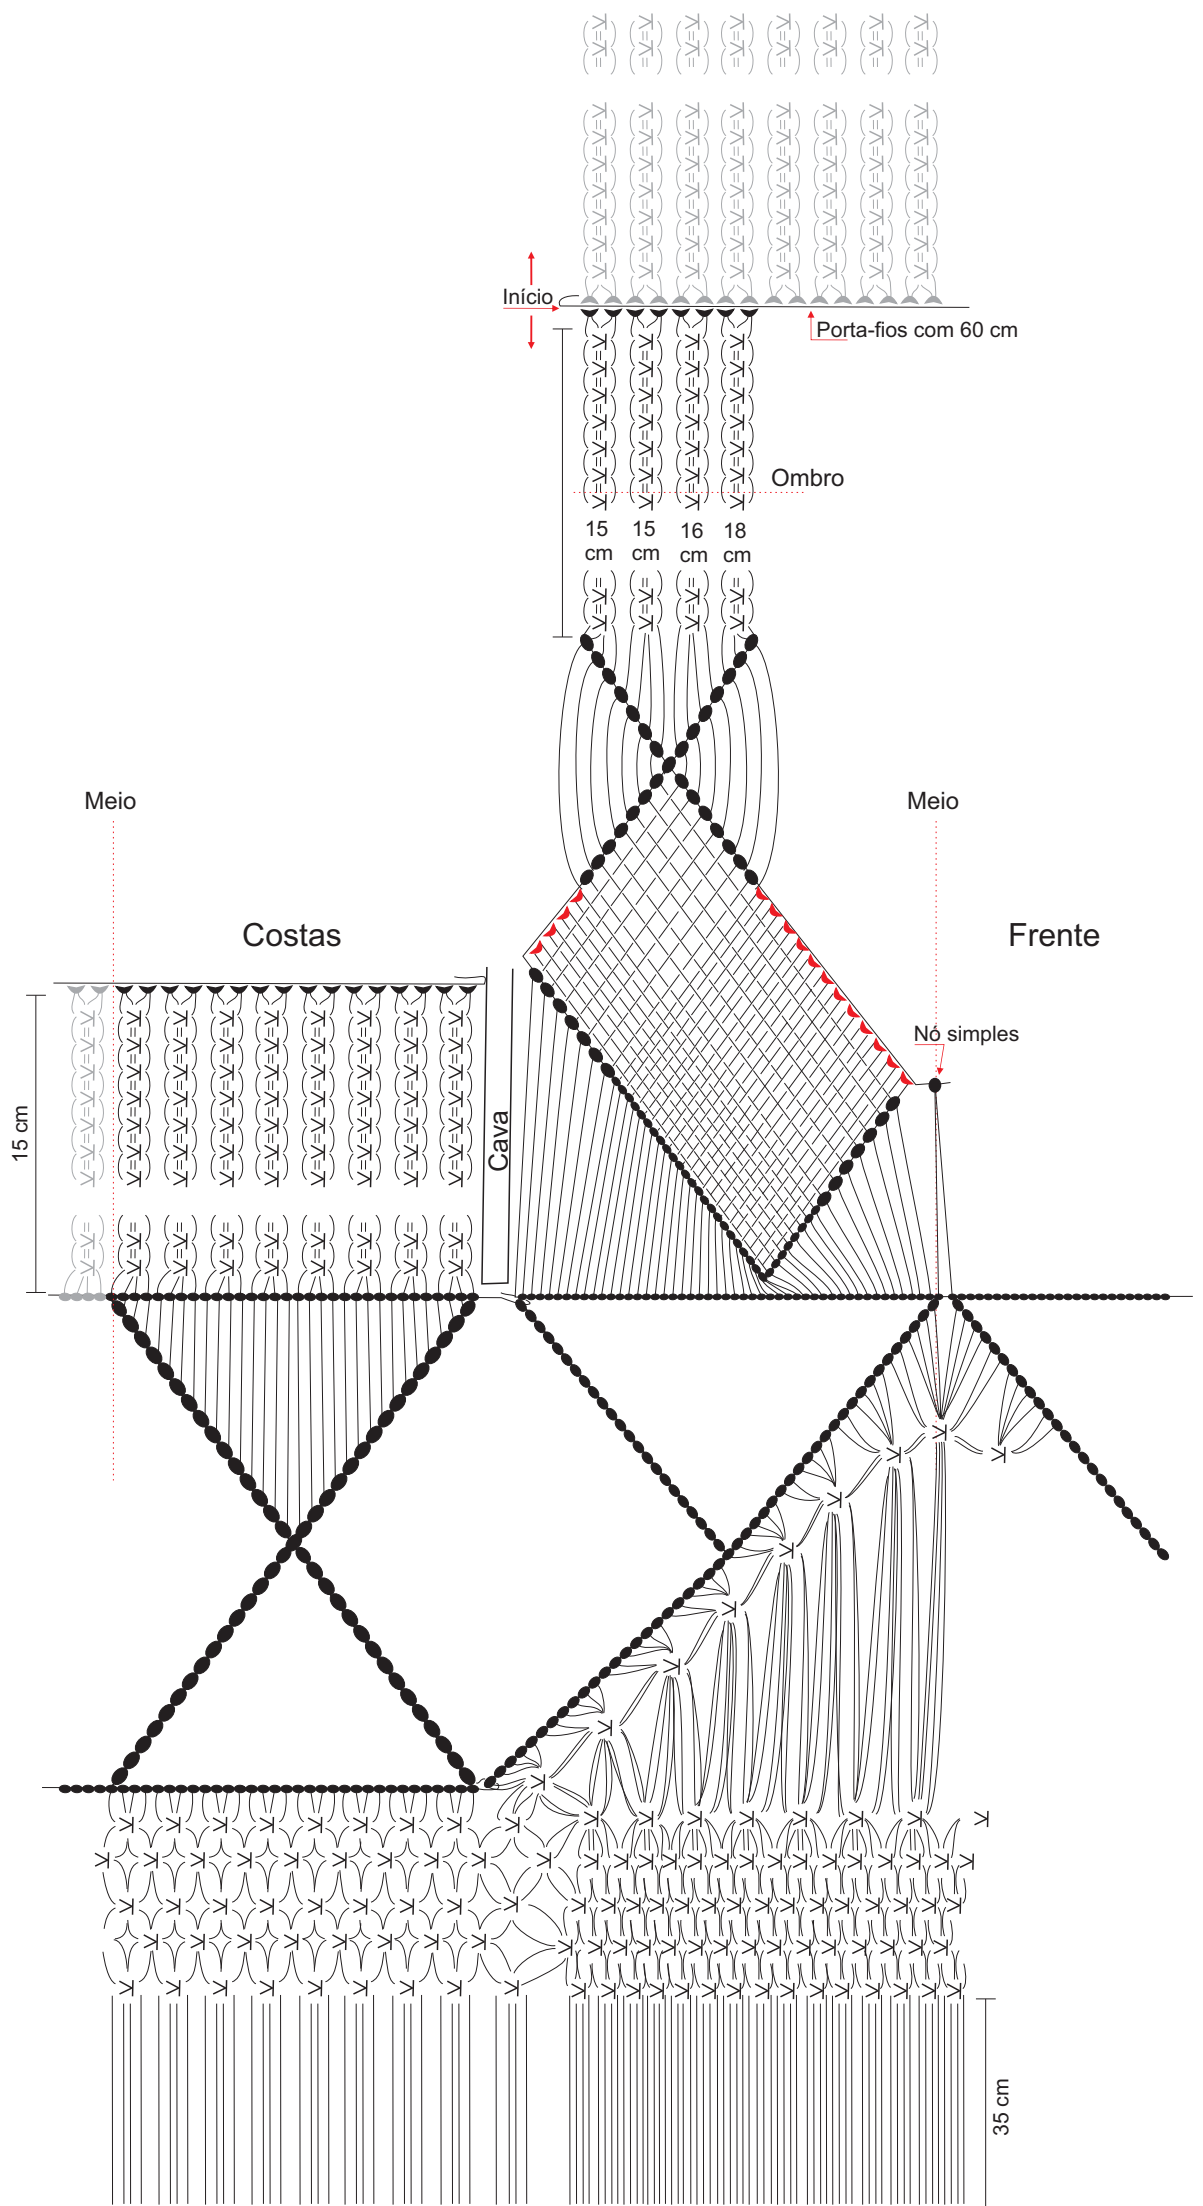 Início
Porta-fios com 60 cm
Ombro
15 cm
15 cm
16 cm
18 cm
Meio
Meio
Costas
Frente
Nó simples
Cava
15 cm
35 cm